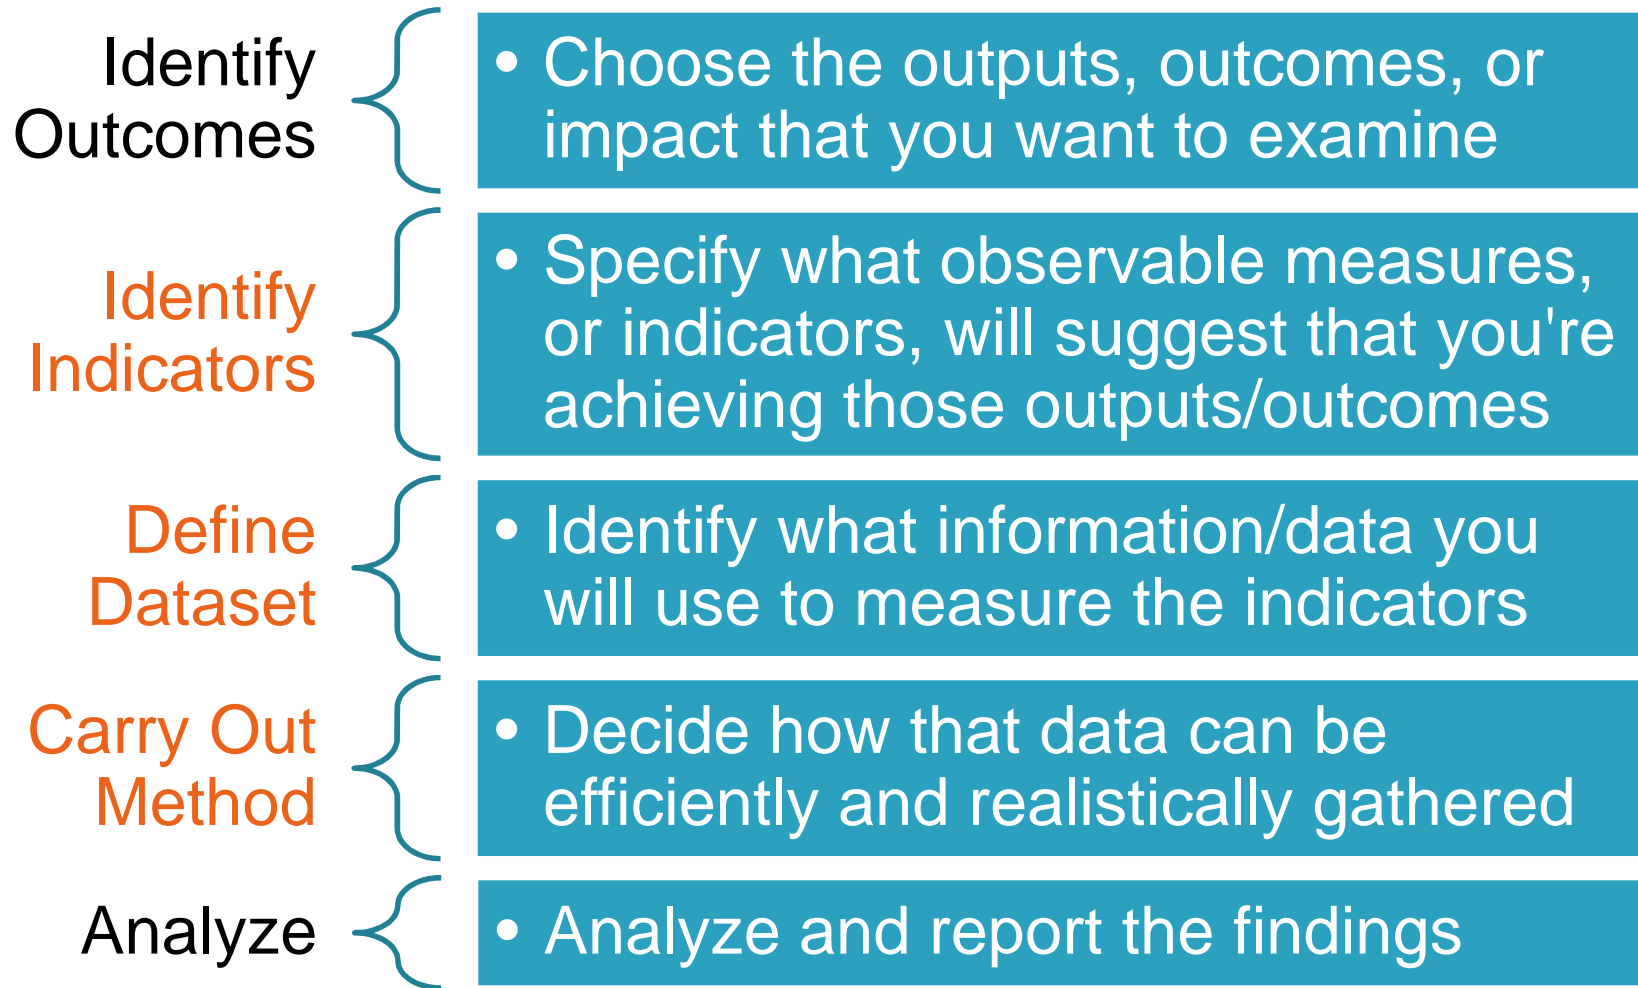 Identify
Outcomes
• Choose the outputs, outcomes, or
impact that you want to examine
Identify
Indicators
• Specify what observable measures,
or indicators, will suggest that you're
achieving those outputs/outcomes
Define
Dataset
• Identify what information/data you
will use to measure the indicators
Carry Out
Method
• Decide how that data can be
efficiently and realistically gathered
Analyze
• Analyze and report the findings